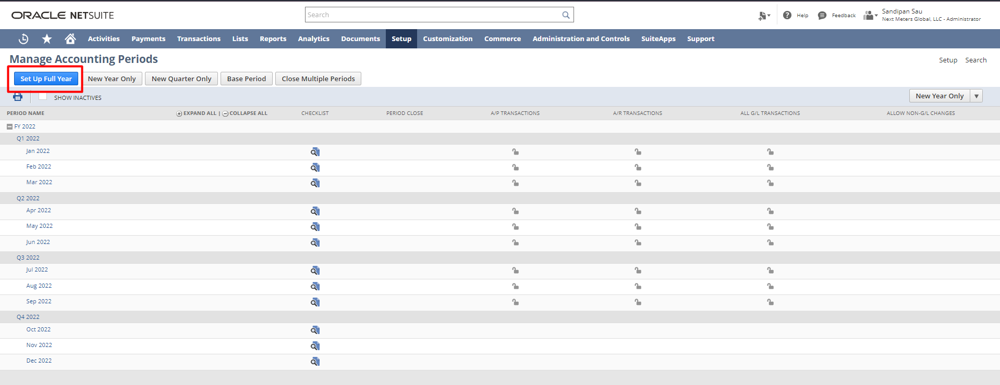 ORACLE NETSUITE
Search
Help
Feedback
Sandipan Sau
Next Meters Global, LLC - Administrator
Activities Payments Transactions Lists Reports Analytics Documents Setup Customization Commerce Administration and Controls SuiteApps Support
Manage Accounting Periods
Setup Search
Set Up Full Year New Year Only New Quarter Only Base Period Close Multiple Periods
SHOW INACTIVES
New Year Only
PERIOD NAME EXPAND ALL | COLLAPSE ALL CHECKLIST PERIOD CLOSE A/P TRANSACTIONS A/R TRANSACTIONS ALL G/L TRANSACTIONS ALLOW NON-G/L CHANGES
FY 2022
Q1 2022
Jan 2022
Feb 2022
Mar 2022
Q2 2022
Apr 2022
May 2022
Jun 2022
Q3 2022
Jul 2022
Aug 2022
Sep 2022
Q4 2022
Oct 2022
Nov 2022
Dec 2022